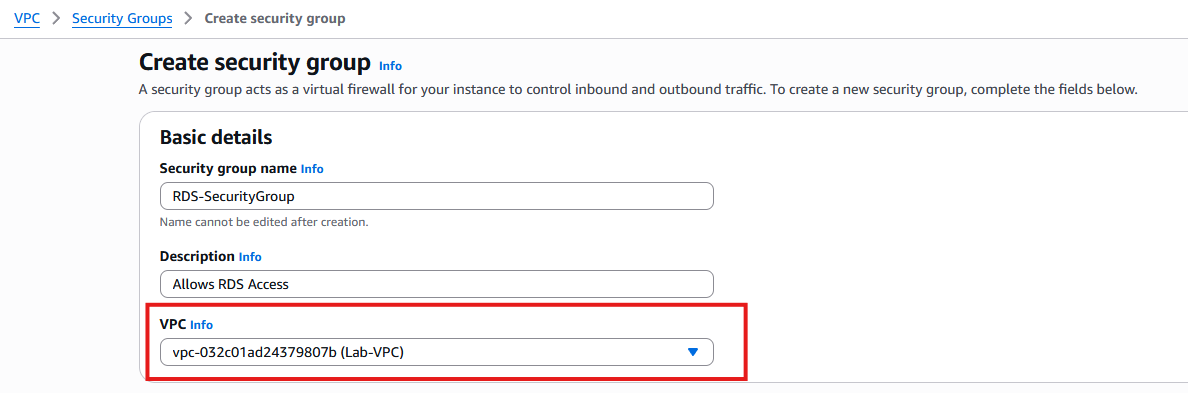 VPC > Security Groups > Create security group
Create security group Info
A security group acts as a virtual firewall for your instance to control inbound and outbound traffic. To create a new security group, complete the fields below.
Basic details
Security group name Info
RDS-SecurityGroup
Name cannot be edited after creation.
Description Info
Allows RDS Access
VPC Info
vpc-032c01ad24379807b (Lab-VPC)